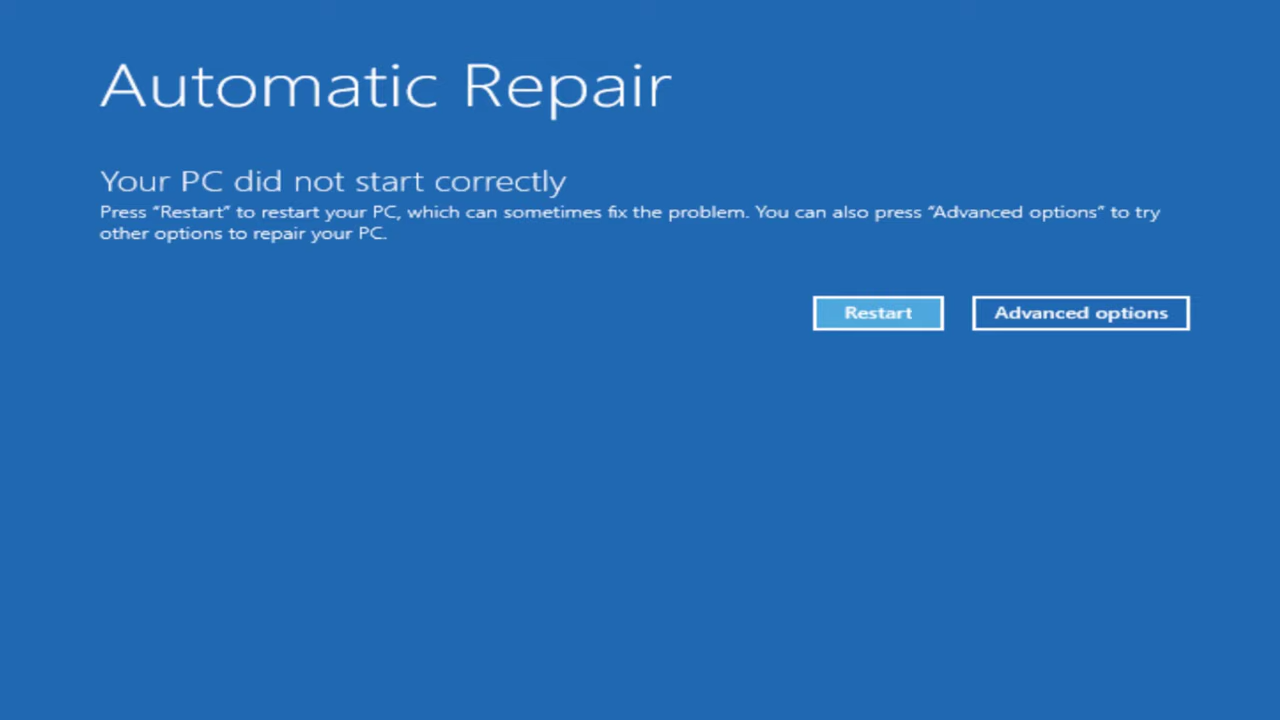 Automatic Repair
Your PC did not start correctly
Press “Restart” to restart your PC, which can sometimes fix the problem. You can also press “Advanced options” to try
other options to repair your PC.
Restart
Advanced options